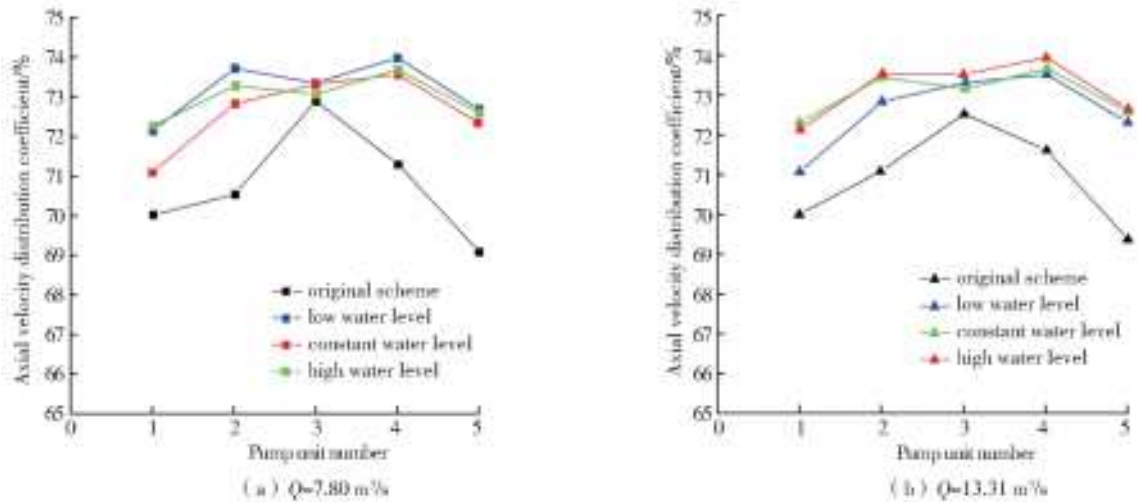 Axial velocity distribution coefficient/%
75
74
73
72
71
70
69
68
67
66
65
original scheme
low water level
constant water level
high water level
0 1 2 3 4 5
Pump unit number
( a ) Q=7.80 m³/s
Axial velocity distribution coefficient/%
75
74
73
72
71
70
69
68
67
66
65
original scheme
low water level
constant water level
high water level
0 1 2 3 4 5
Pump unit number
( b ) Q=13.31 m³/s